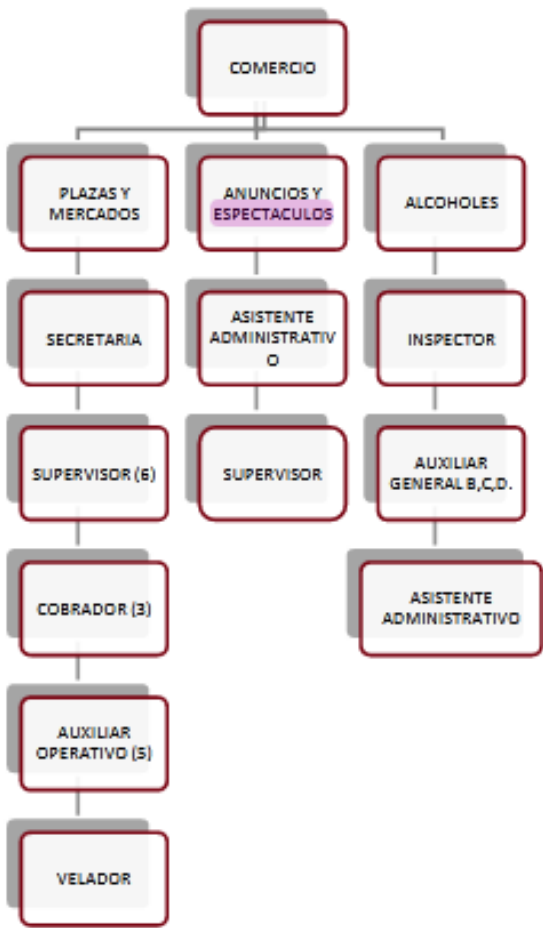 COMERCIO
PLAZAS Y
MERCADOS
ANUNCIOS Y
ESPECTACULOS
ALCOHOLES
SECRETARIA
ASISTENTE
ADMINISTRATIV
O
INSPECTOR
SUPERVISOR (6)
SUPERVISOR
AUXILIAR
GENERAL B,C,D.
COBRADOR (3)
ASISTENTE
ADMINISTRATIVO
AUXILIAR
OPERATIVO (5)
VELADOR